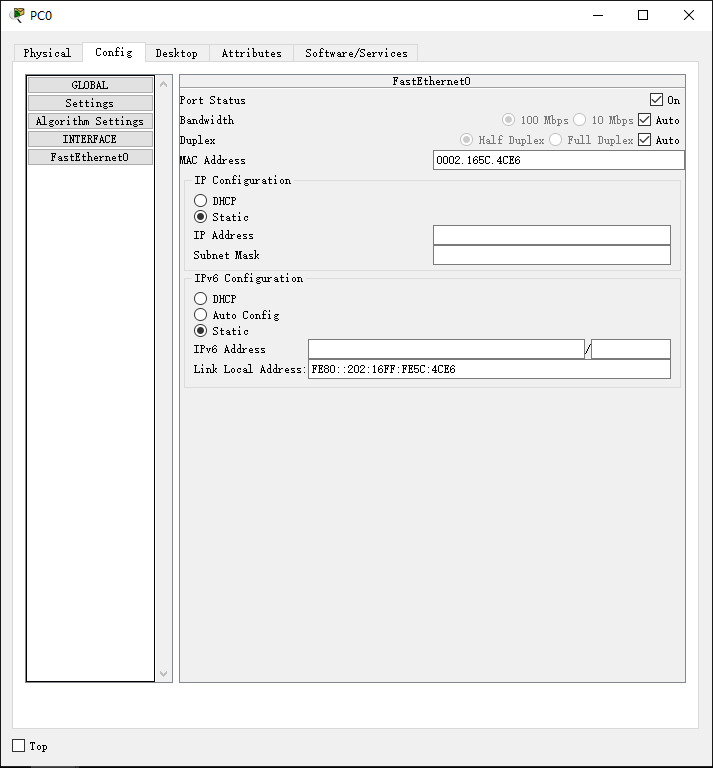 PC0
Physical Config Desktop Attributes Software/Services
GLOBAL
Settings
Algorithm Settings
INTERFACE
FastEthernet0
FastEthernet0
Port Status On
Bandwidth 100 Mbps 10 Mbps Auto
Duplex Half Duplex Full Duplex Auto
MAC Address 0002.165C.4CE6
IP Configuration
DHCP
Static
IP Address
Subnet Mask
IPv6 Configuration
DHCP
Auto Config
Static
IPv6 Address /
Link Local Address: FE80::202:16FF:FE5C:4CE6
Top